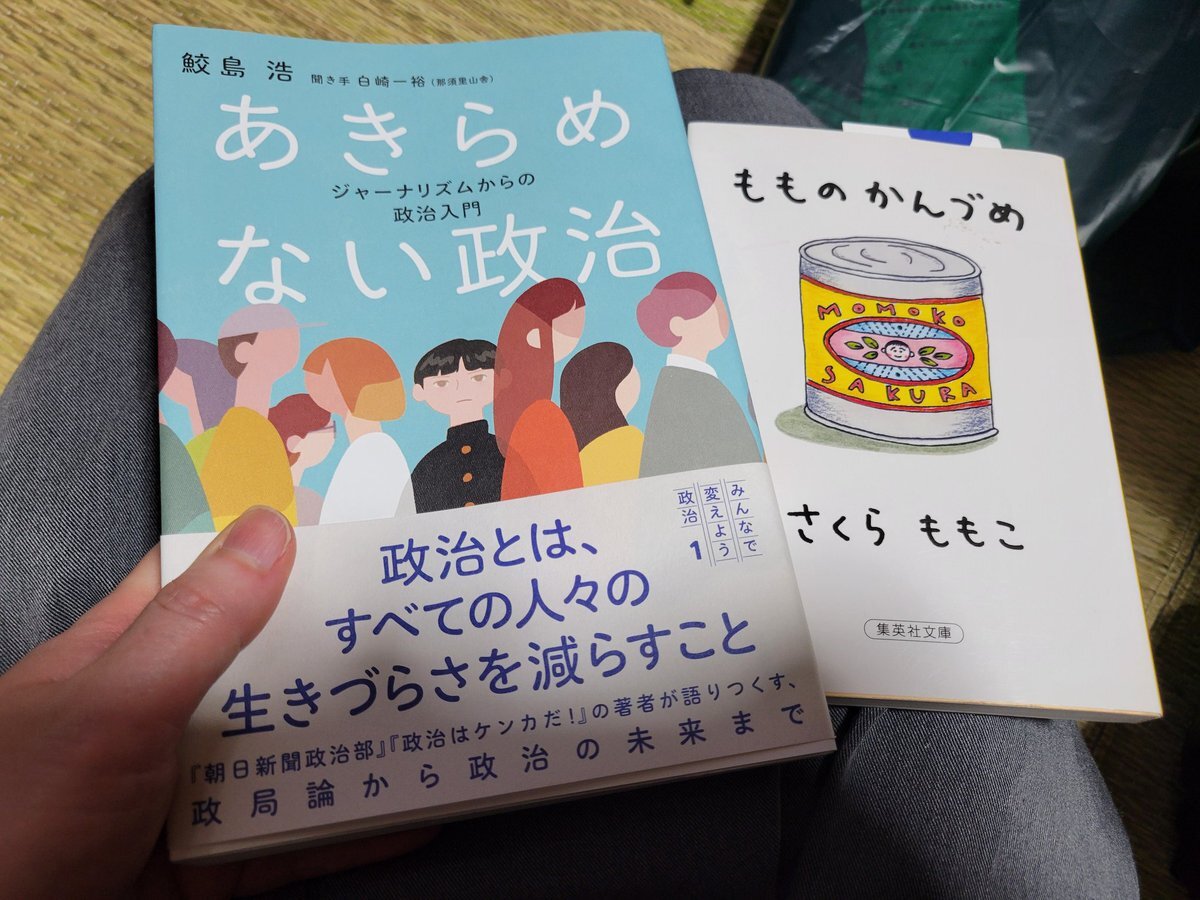 鮫島 浩 聞き手 白崎一裕（那須里山舎）
あきらめ
ジャーナリズムからの
政治入門
ない政治
みんなで
変えよう
政治 1
政治とは、
すべての人々の
生きづらさを減らすこと
『朝日新聞政治部』『政治はケンカだ！』の著者が語りつくす、
政局論から政治の未来まで
もものかんづめ
MOMOKO
SAKURA
さくら ももこ
集英社文庫